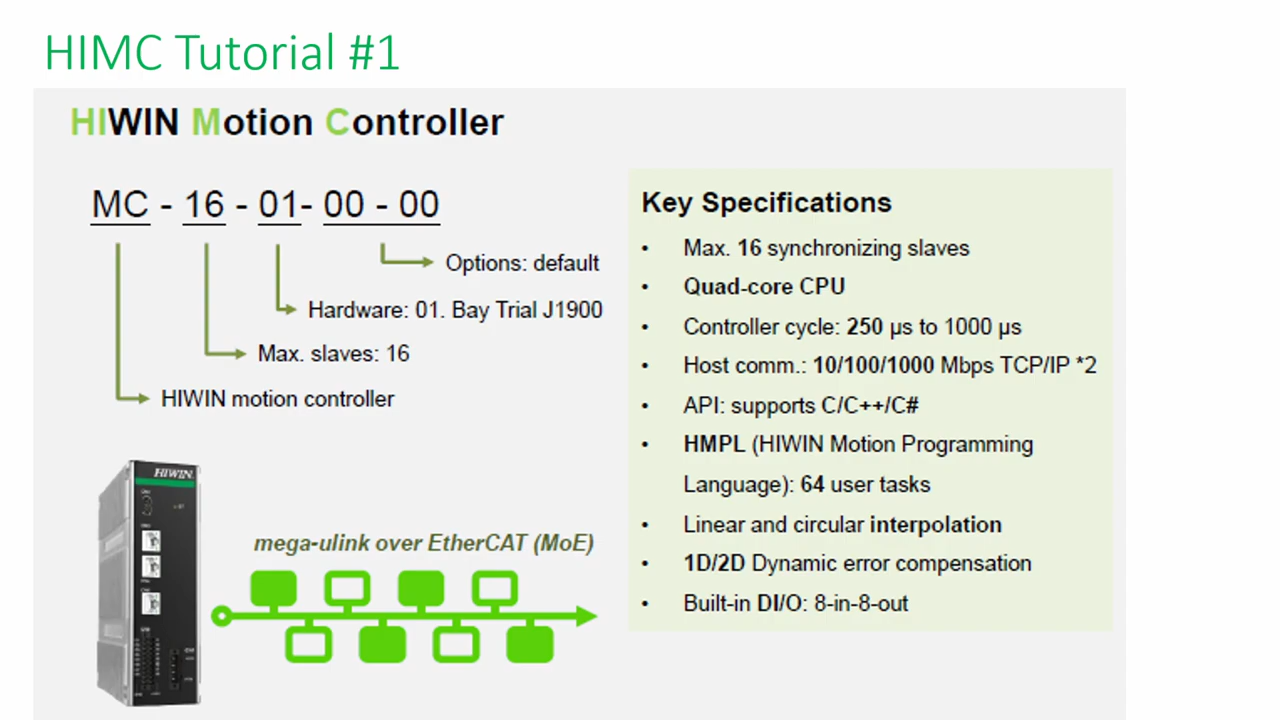 HIMC Tutorial #1
HIWIN Motion Controller
MC - 16 - 01- 00 - 00
Options: default
Hardware: 01. Bay Trial J1900
Max. slaves: 16
HIWIN motion controller
HIWIN
mega-ulink over EtherCAT (MoE)
Key Specifications
• Max. 16 synchronizing slaves
• Quad-core CPU
• Controller cycle: 250 µs to 1000 µs
• Host comm.: 10/100/1000 Mbps TCP/IP *2
• API: supports C/C++/C#
• HMPL (HIWIN Motion Programming
Language): 64 user tasks
• Linear and circular interpolation
• 1D/2D Dynamic error compensation
• Built-in DI/O: 8-in-8-out